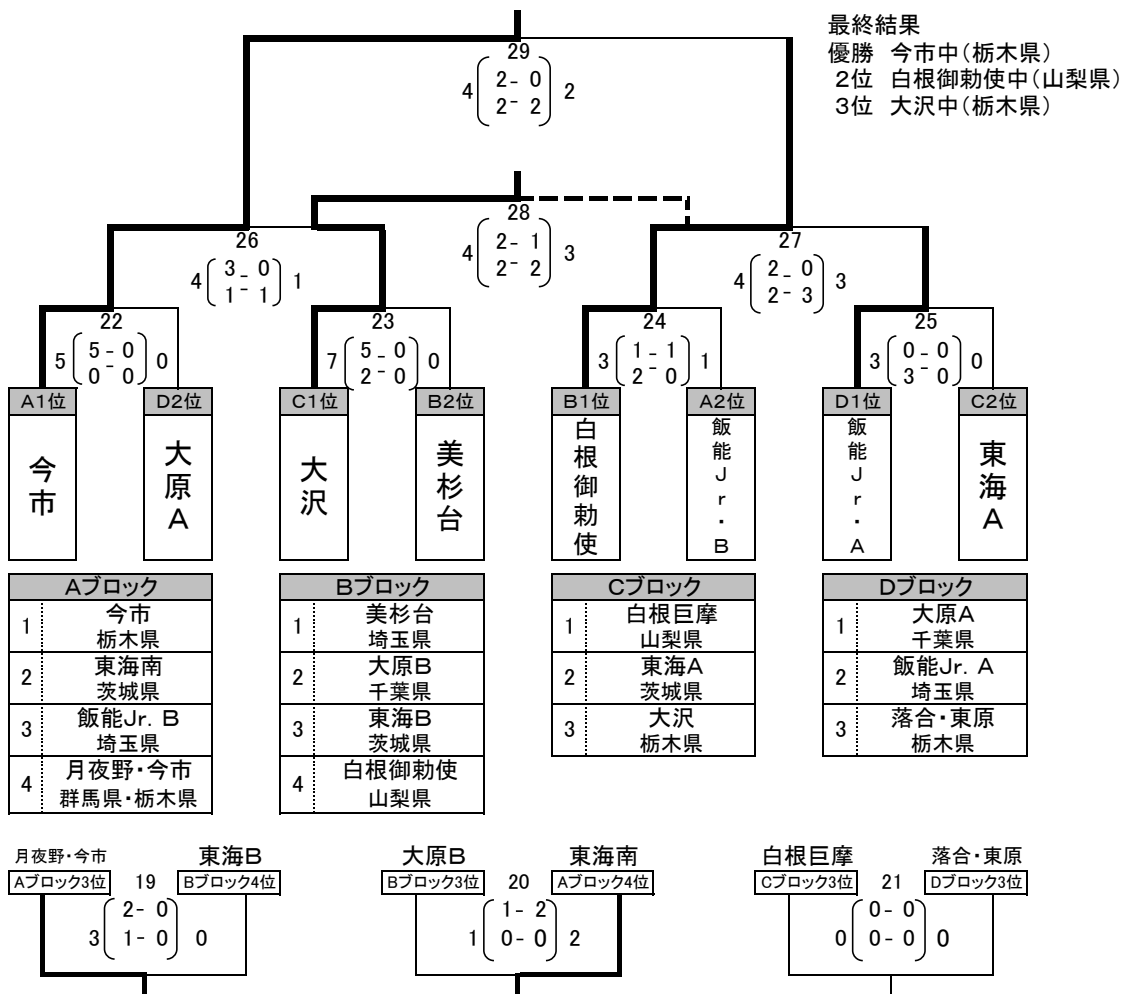 最終結果
優勝 今市中(栃木県)
2位 白根御勅使中(山梨県)
3位 大沢中(栃木県)
29
4 2- 0 2
2- 2
28
4 2- 1 3
2- 2
26
4 3- 0 1
1- 1
27
4 2- 0 3
2- 3
22
5 5- 0 0
0- 0
23
7 5- 0 0
2- 0
24
3 1- 1 1
2- 0
25
3 0- 0 0
3- 0
A1位 D2位 C1位 B2位 B1位 A2位 D1位 C2位
今市
大原A
大沢
美杉台
白根御勅使
飯能Jr・B
飯能Jr・A
東海A
Aブロック
1 今市
栃木県
2 東海南
茨城県
3 飯能Jr. B
埼玉県
4 月夜野・今市
群馬県・栃木県
Bブロック
1 美杉台
埼玉県
2 大原B
千葉県
3 東海B
茨城県
4 白根御勅使
山梨県
Cブロック
1 白根巨摩
山梨県
2 東海A
茨城県
3 大沢
栃木県
Dブロック
1 大原A
千葉県
2 飯能Jr. A
埼玉県
3 落合・東原
栃木県
月夜野・今市 東海B
Aブロック3位 19 Bブロック4位
2- 0
3 1- 0 0
大原B 東海南
Bブロック3位 20 Aブロック4位
1- 2
1 0- 0 2
白根巨摩 落合・東原
Cブロック3位 21 Dブロック3位
0- 0
0 0- 0 0